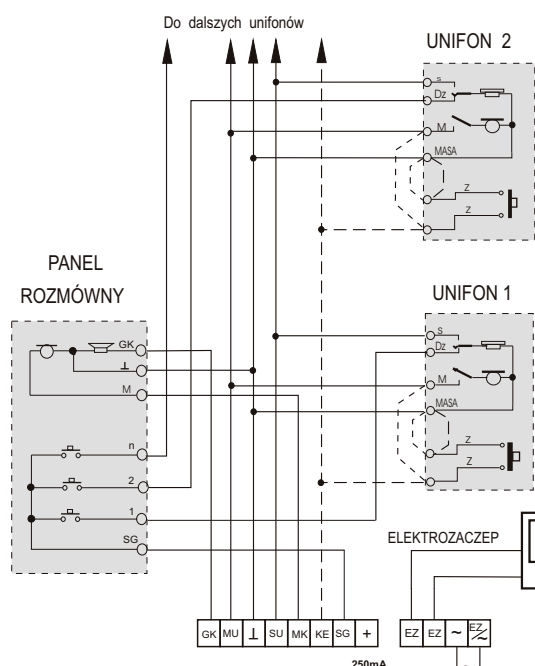 Do dalszych unifonów
UNIFON 2
s
Dz
M
MASA
Z
Z
PANEL
ROZMÓWNY
UNIFON 1
s
Dz
M
MASA
Z
Z
GK
⊥
M
n
2
1
SG
ELEKTROZACZEP
GK MU ⊥ SU MK KE SG + EZ EZ ~ EZ/~
250mA